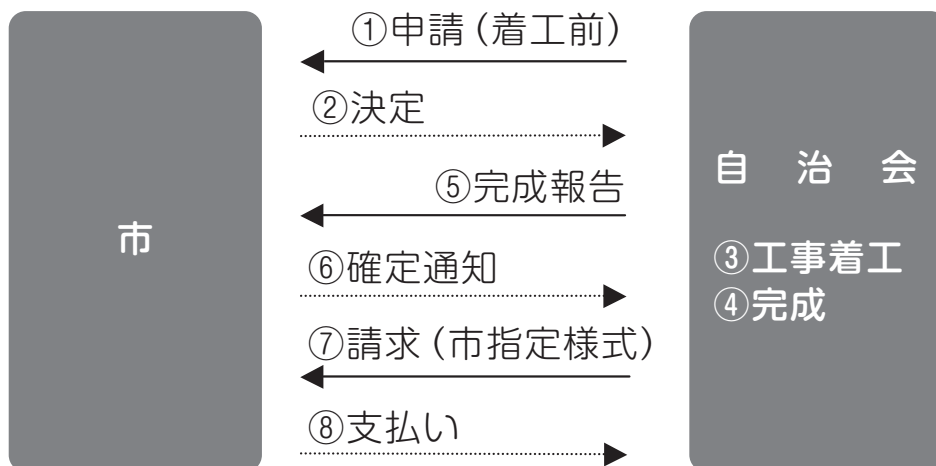 市
①申請（着工前）
②決定
⑤完成報告
⑥確定通知
⑦請求（市指定様式）
⑧支払い
自治会
③工事着工
④完成